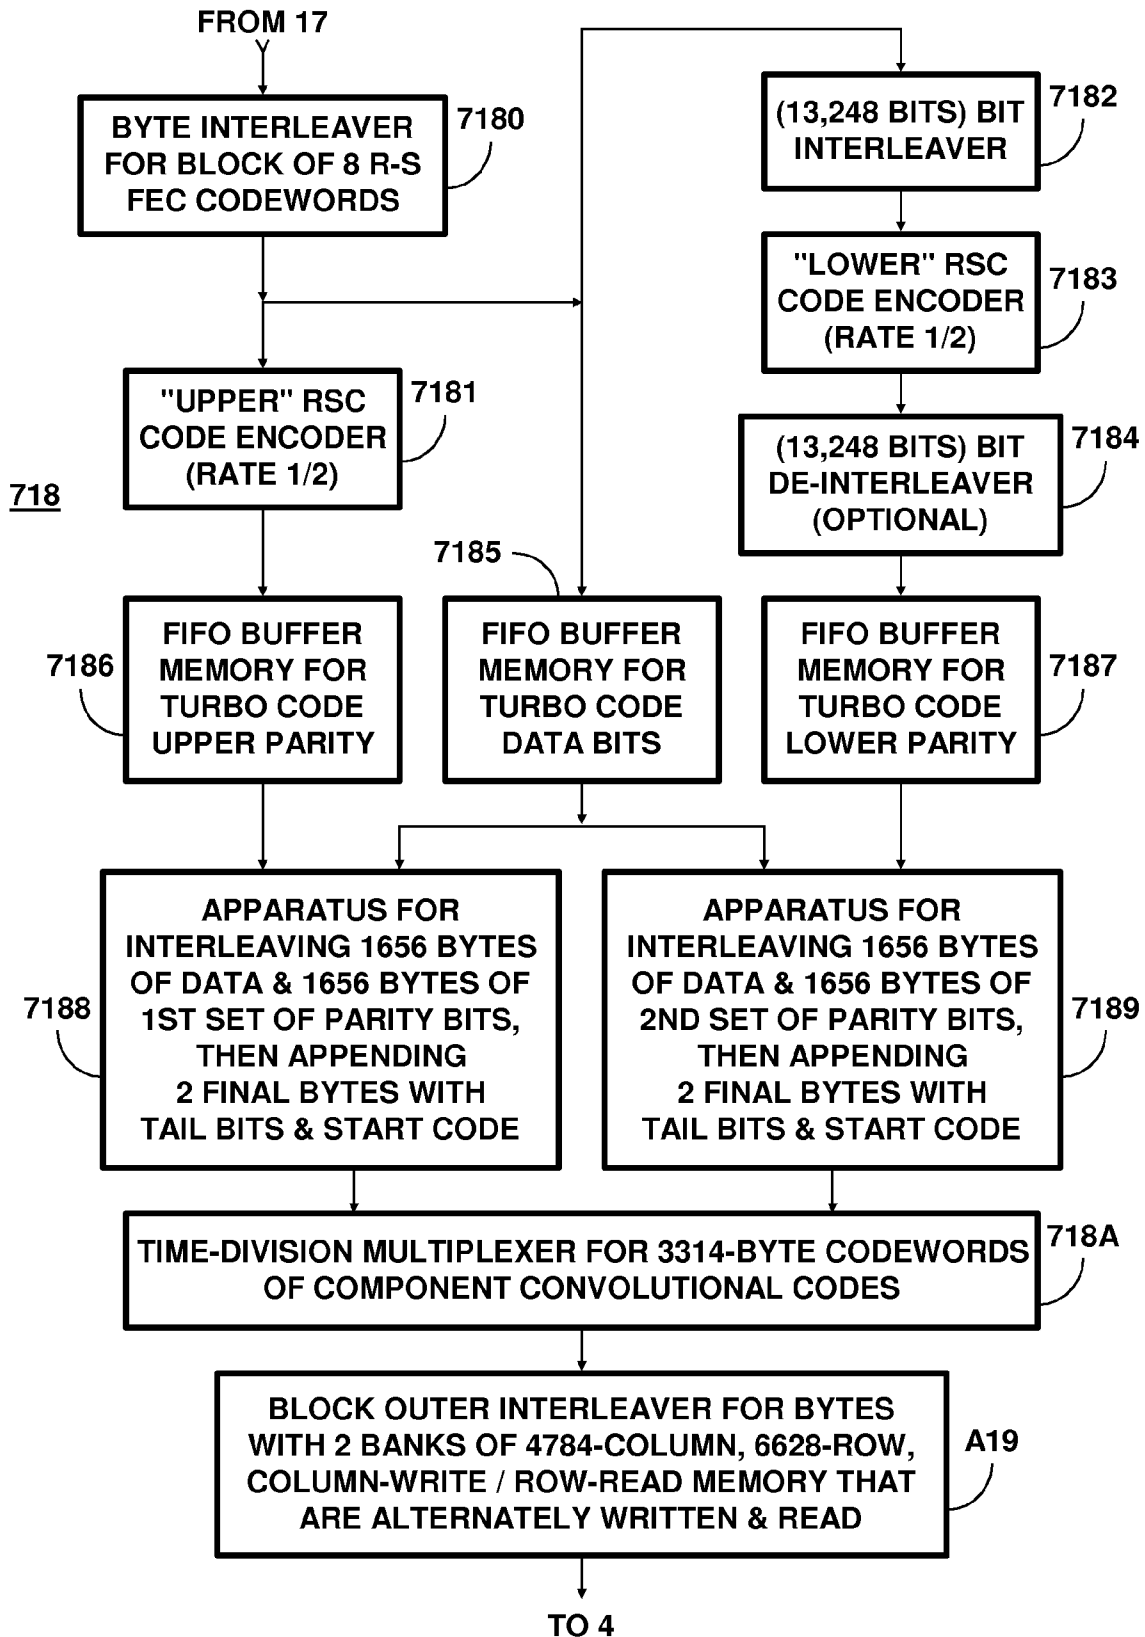 FROM 17
BYTE INTERLEAVER
FOR BLOCK OF 8 R-S
FEC CODEWORDS
7180
(13,248 BITS) BIT
INTERLEAVER
7182
"LOWER" RSC
CODE ENCODER
(RATE 1/2)
7183
"UPPER" RSC
CODE ENCODER
(RATE 1/2)
7181
(13,248 BITS) BIT
DE-INTERLEAVER
(OPTIONAL)
7184
718
7185
7186
FIFO BUFFER
MEMORY FOR
TURBO CODE
UPPER PARITY
FIFO BUFFER
MEMORY FOR
TURBO CODE
DATA BITS
FIFO BUFFER
MEMORY FOR
TURBO CODE
LOWER PARITY
7187
7188
APPARATUS FOR
INTERLEAVING 1656 BYTES
OF DATA & 1656 BYTES OF
1ST SET OF PARITY BITS,
THEN APPENDING
2 FINAL BYTES WITH
TAIL BITS & START CODE
APPARATUS FOR
INTERLEAVING 1656 BYTES
OF DATA & 1656 BYTES OF
2ND SET OF PARITY BITS,
THEN APPENDING
2 FINAL BYTES WITH
TAIL BITS & START CODE
7189
TIME-DIVISION MULTIPLEXER FOR 3314-BYTE CODEWORDS
OF COMPONENT CONVOLUTIONAL CODES
718A
BLOCK OUTER INTERLEAVER FOR BYTES
WITH 2 BANKS OF 4784-COLUMN, 6628-ROW,
COLUMN-WRITE / ROW-READ MEMORY THAT
ARE ALTERNATELY WRITTEN & READ
A19
TO 4